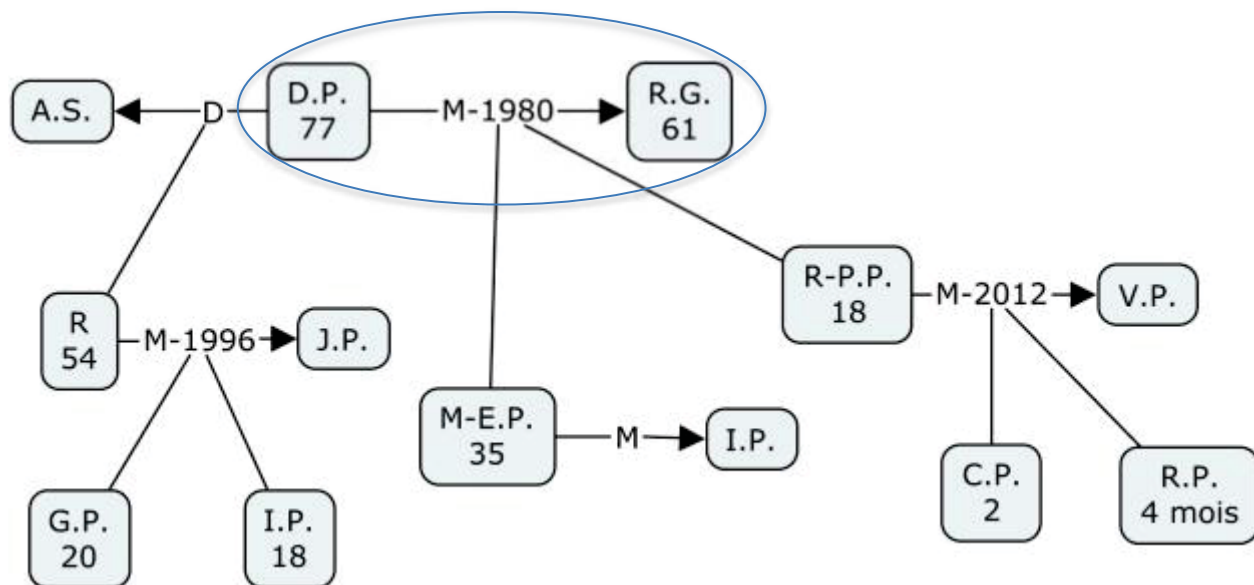 A.S.
D
D.P.
77
M-1980
R.G.
61
R
54
M-1996
J.P.
M-E.P.
35
M
I.P.
R-P.P.
18
M-2012
V.P.
G.P.
20
I.P.
18
C.P.
2
R.P.
4 mois